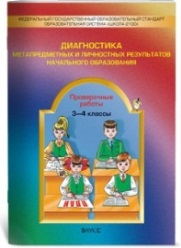 ФЕДЕРАЛЬНЫЙ ГОСУДАРСТВЕННЫЙ ОБРАЗОВАТЕЛЬНЫЙ СТАНДАРТ
ОБРАЗОВАТЕЛЬНАЯ СИСТЕМА «ШКОЛА 2100»
ДИАГНОСТИКА
МЕТАПРЕДМЕТНЫХ И ЛИЧНОСТНЫХ РЕЗУЛЬТАТОВ
НАЧАЛЬНОГО ОБРАЗОВАНИЯ
Проверочные
работы
3–4 классы